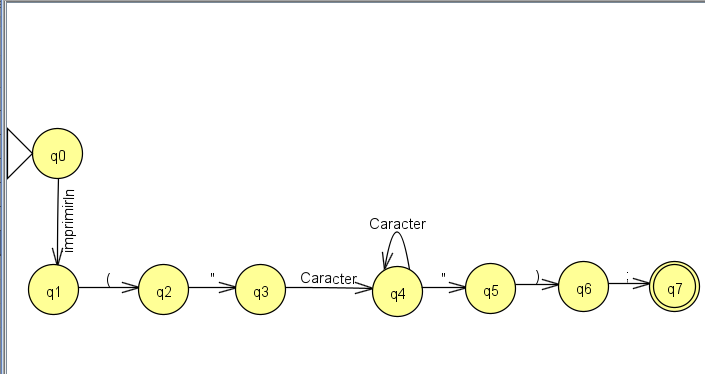 q0
imprimirln
Caracter
q1
(
q2
"
q3
Caracter
q4
"
q5
)
q6
;
q7